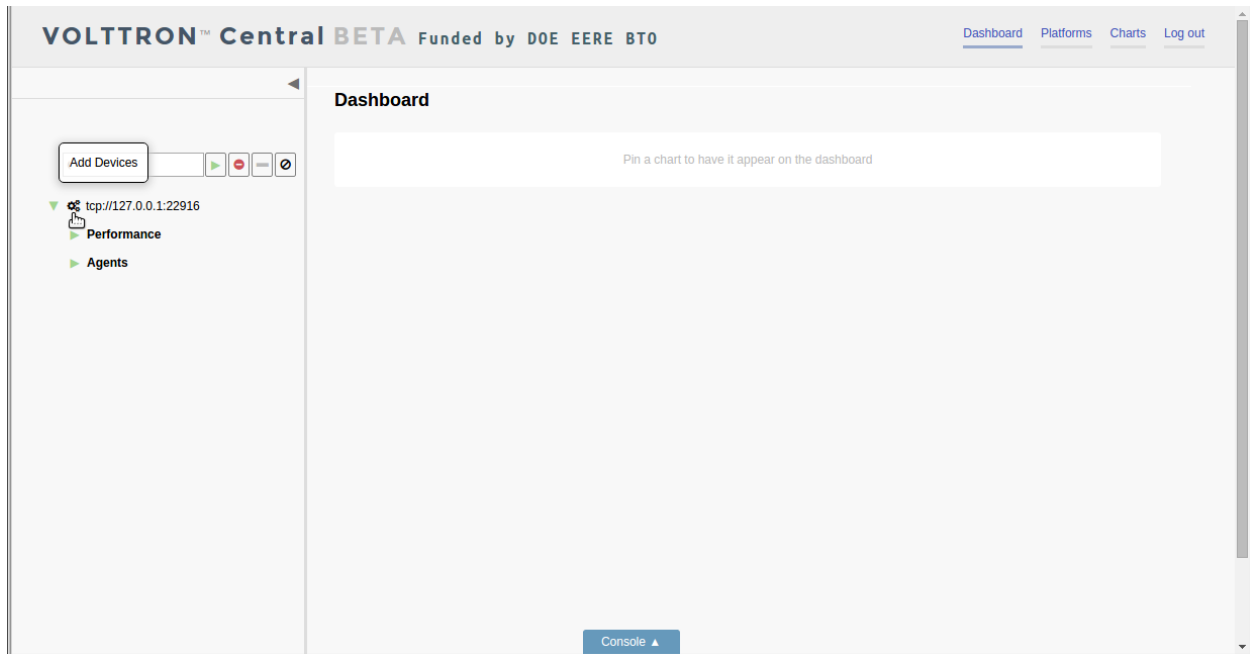 VOLTTRON™ Central BETA Funded by DOE EERE BTO
Dashboard Platforms Charts Log out
Dashboard
Add Devices
Pin a chart to have it appear on the dashboard
tcp://127.0.0.1:22916
Performance
Agents
Console ▲